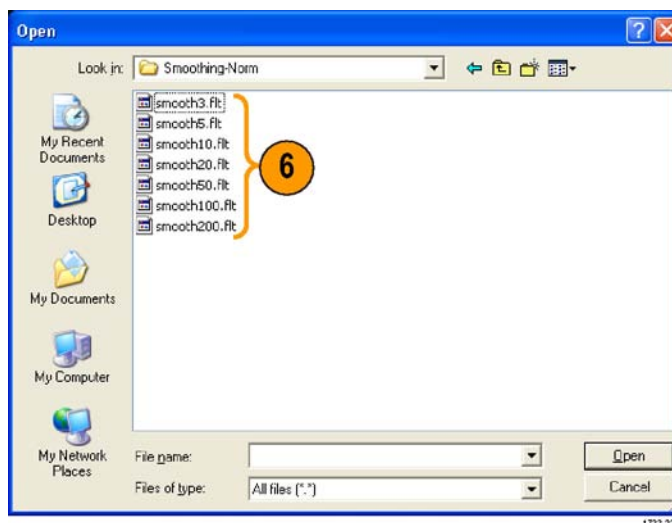 Open
Look in: Smoothing-Norm
smooth3.flt
smooth5.flt
smooth10.flt
smooth20.flt
smooth50.flt
smooth100.flt
smooth200.flt
6
My Recent
Documents
Desktop
My Documents
My Computer
My Network
Places
File name:
Open
Files of type: All files (*.*)
Cancel